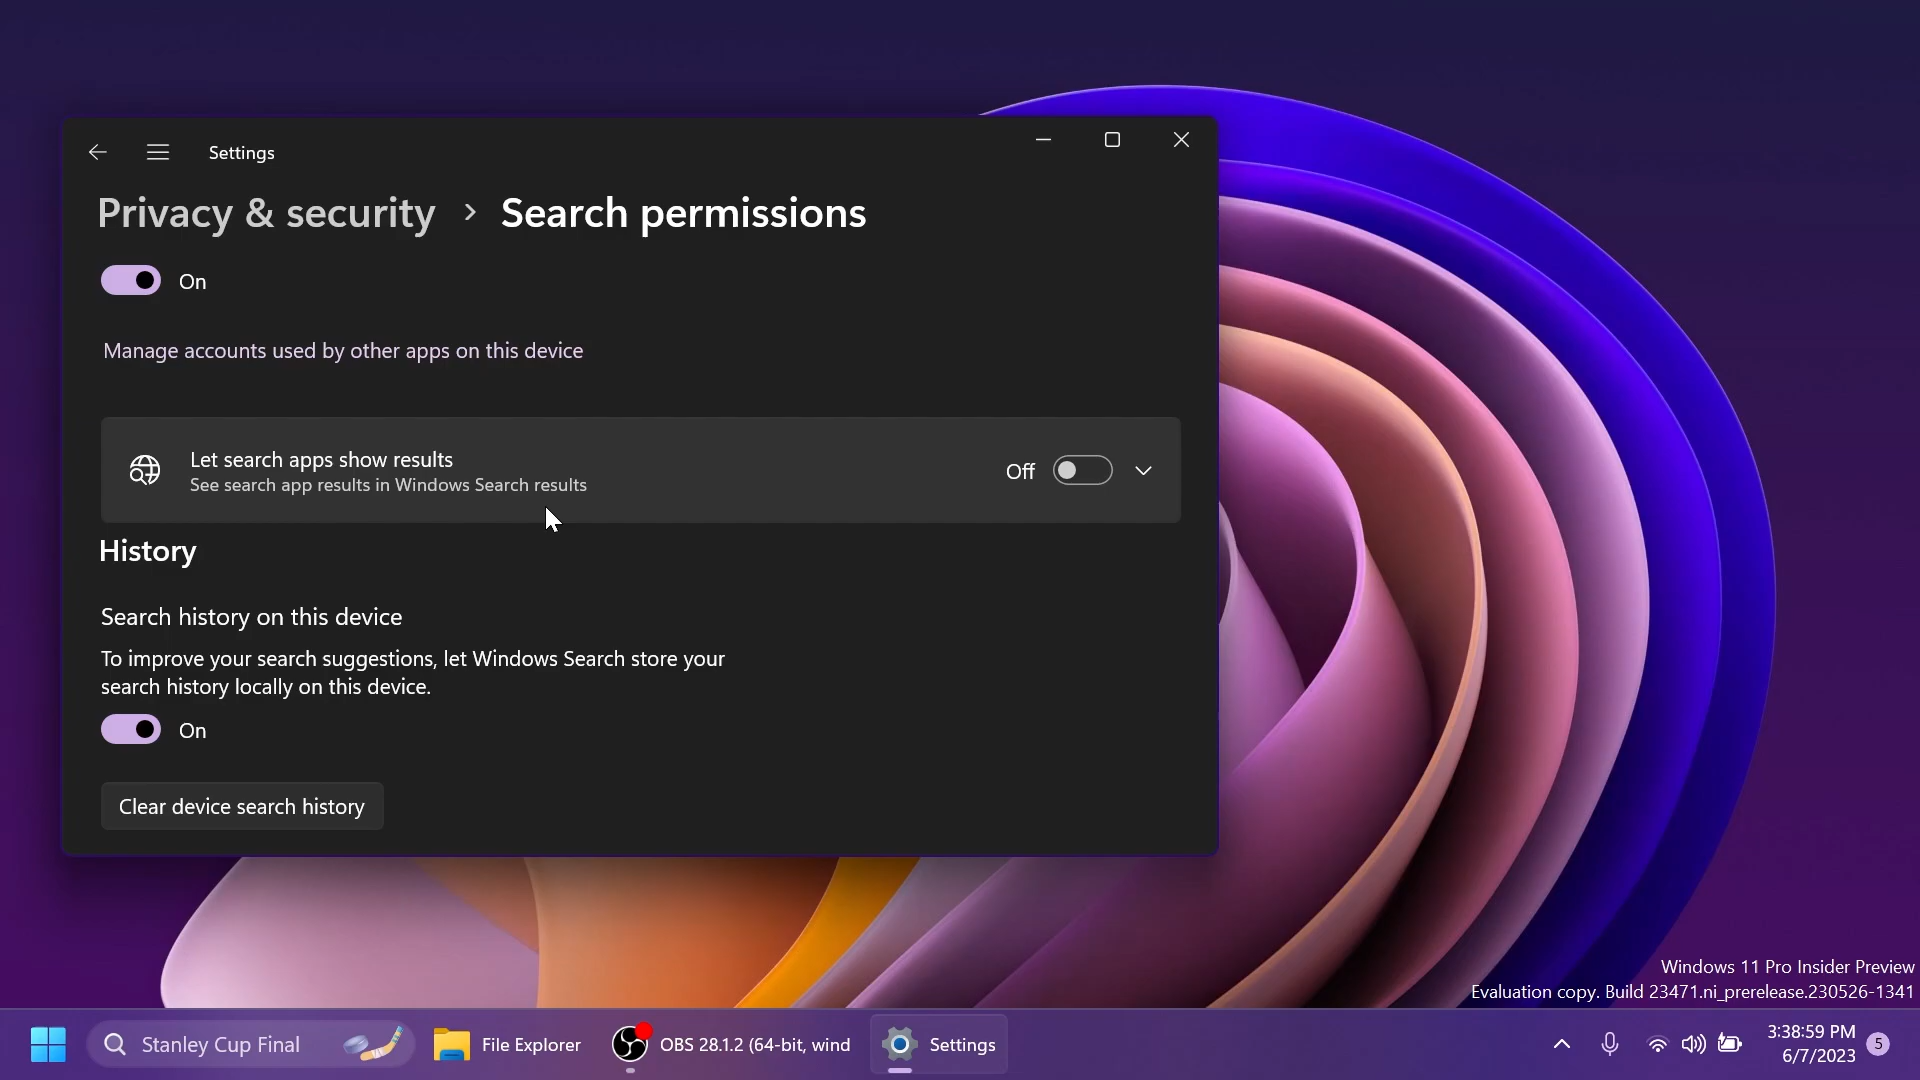 Settings
Privacy & security > Search permissions
On
Manage accounts used by other apps on this device
Let search apps show results
See search app results in Windows Search results
Off
History
Search history on this device
To improve your search suggestions, let Windows Search store your
search history locally on this device.
On
Clear device search history
Windows 11 Pro Insider Preview
Evaluation copy. Build 23471.ni_prerelease.230526-1341
Stanley Cup Final
File Explorer
OBS 28.1.2 (64-bit, wind
Settings
3:38:59 PM
6/7/2023
5